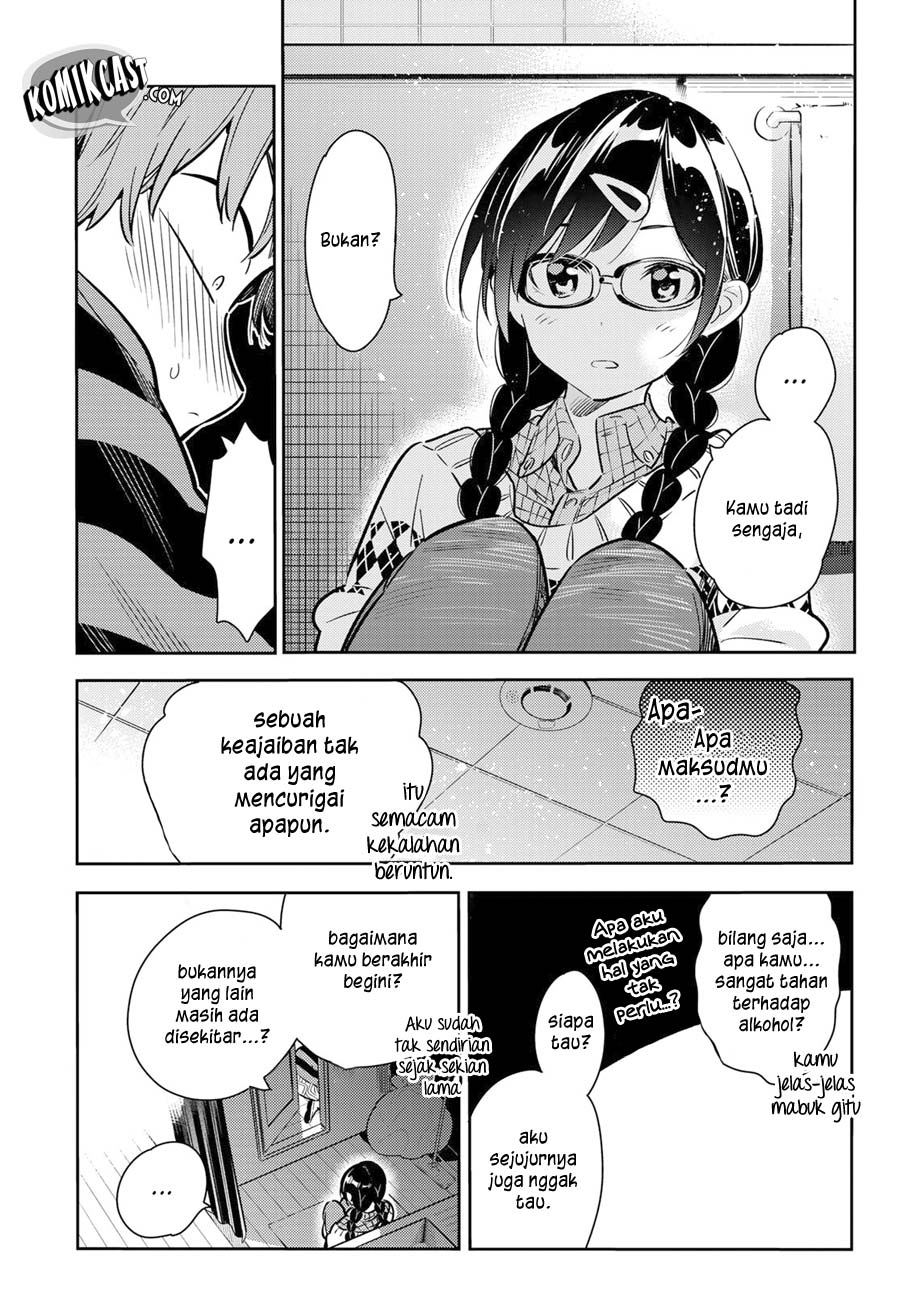 KOMIKCAST
.COM
...
Kamu tadi
sengaja,
Bukan?
...
Apa-
Apa
maksudmu
...?
sebuah
keajaiban tak
ada yang
mencurigai
apapun.
itu
semacam
kekalahan
beruntun.
bilang saja...
apa kamu...
sangat tahan
terhadap
alkohol?
kamu
jelas-jelas
mabuk gitu
Apa aku
melakukan
hal yang
tak
perlu...?
siapa
tau?
aku
sejujurnya
juga nggak
tau.
bagaimana
kamu berakhir
begini?
Aku sudah
tak sendirian
sejak sekian
lama
bukannya
yang lain
masih ada
disekitar...?
...